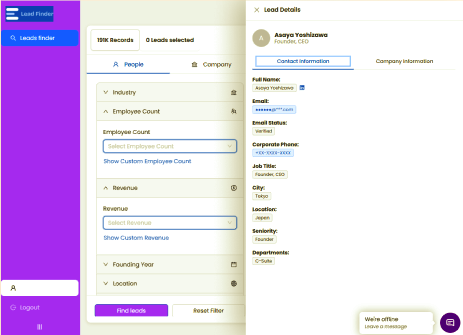 Lead Finder
Leads finder
Logout
191K Records
0 Leads selected
People
Company
Industry
Employee Count
Employee Count
Select Employee Count
Show Custom Employee Count
Revenue
Revenue
Select Revenue
Show Custom Revenue
Founding Year
Location
Find leads
Reset Filter
Lead Details
A
Asaya Yoshizawa
Founder, CEO
Contact Information
Company Information
Full Name:
Asaya Yoshizawa
Email:
••••••@***.com
Email Status:
Verified
Corporate Phone:
+XX-XXXX-XXXX
Job Title:
Founder, CEO
City:
Tokyo
Location:
Japan
Seniority:
Founder
Departments:
C-Suite
We're offline
Leave a message